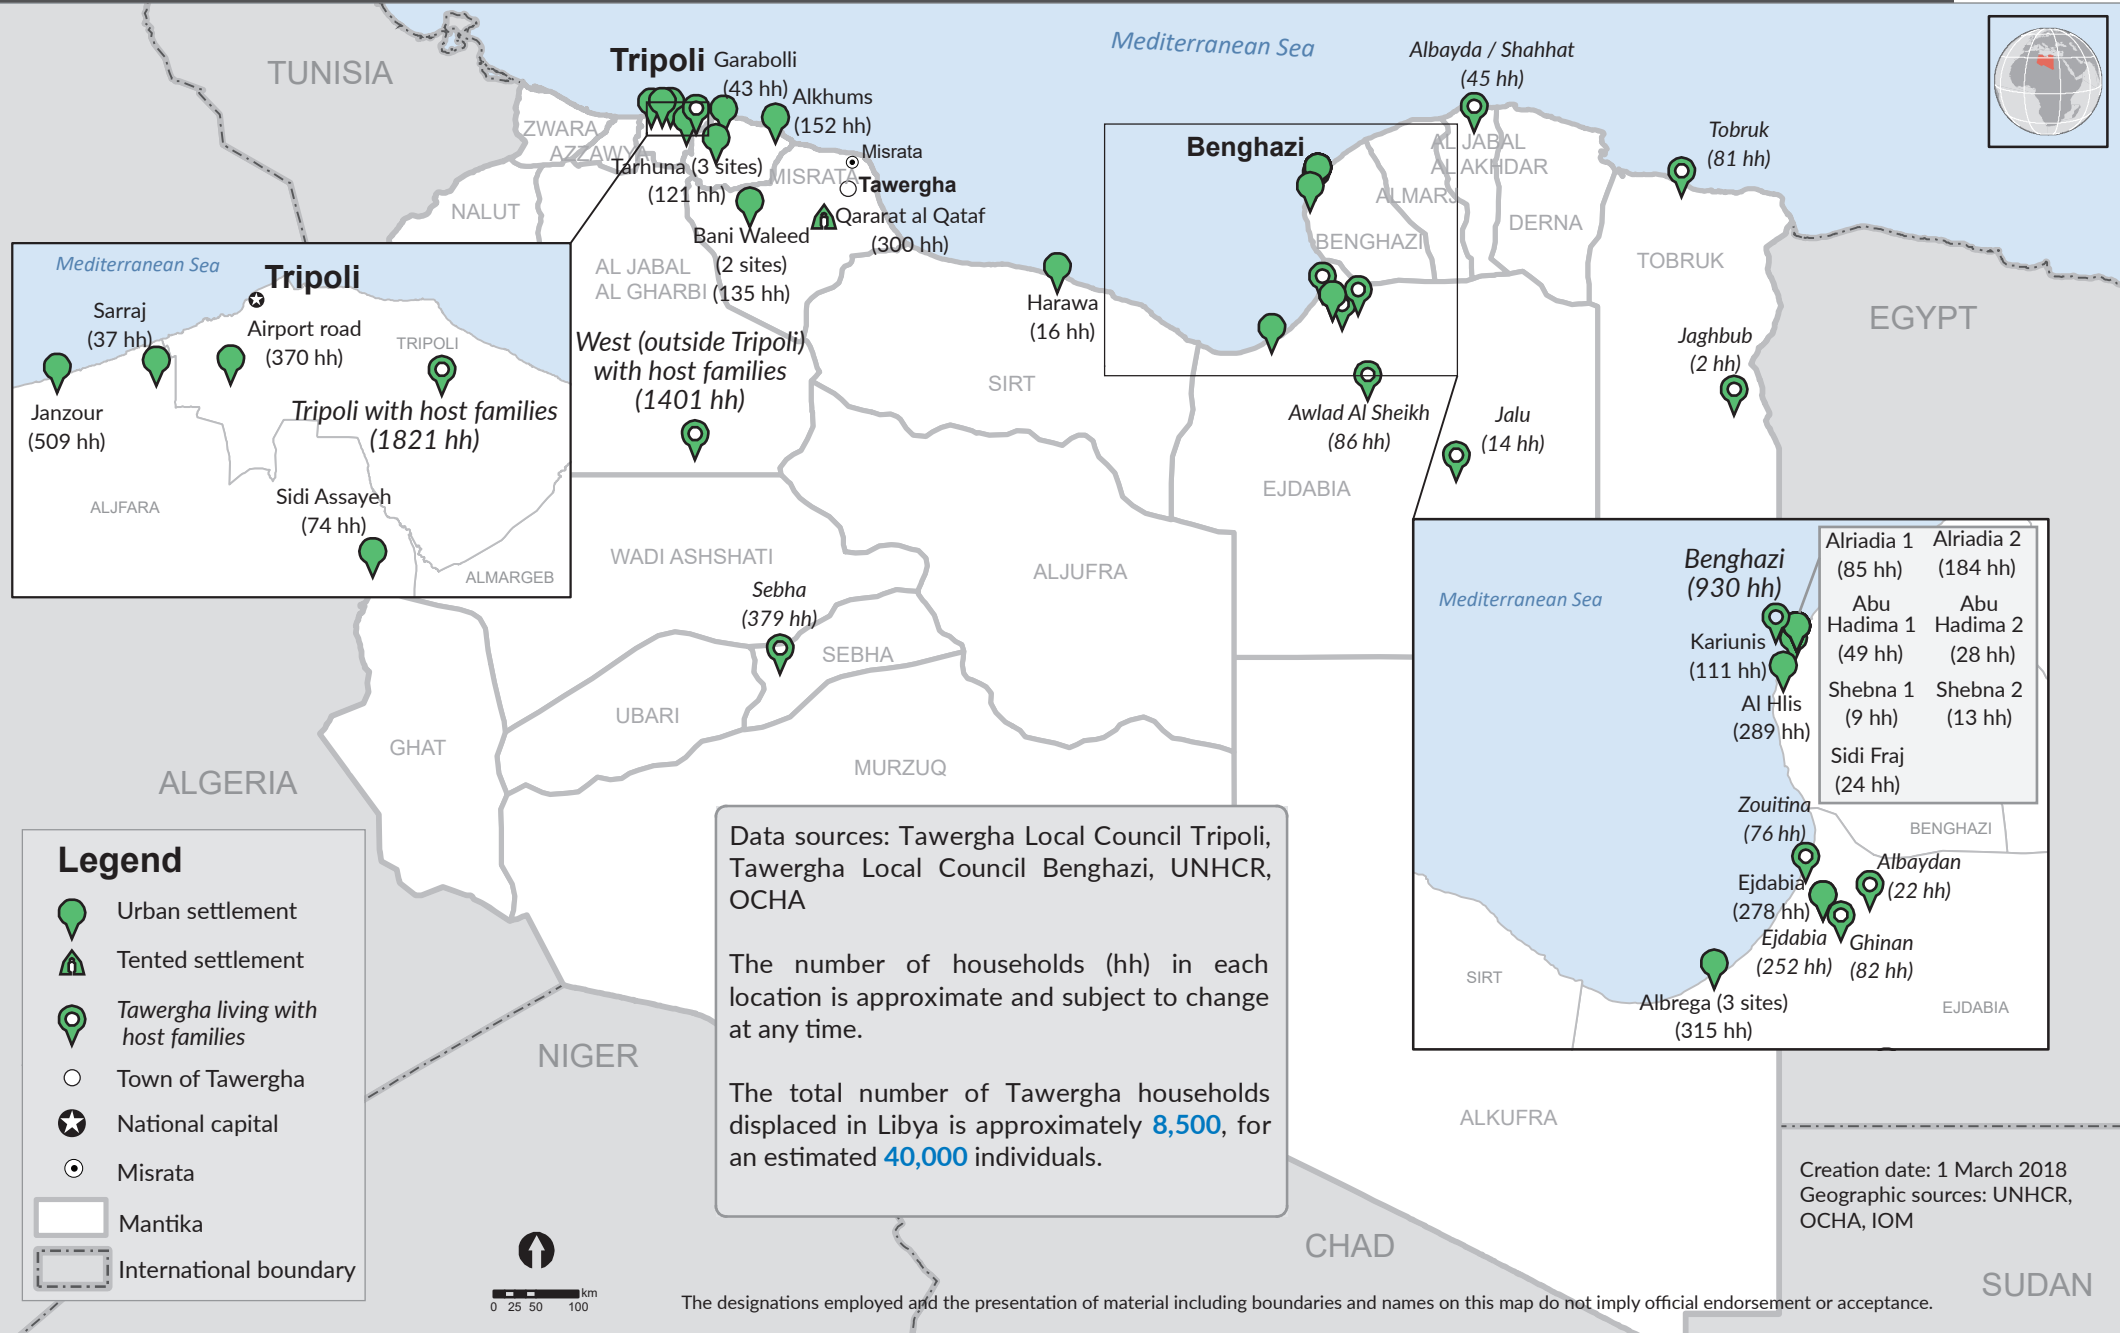 Mediterranean Sea
TUNISIA
Tripoli
Garabolli
(43 hh)
Alkhums
(152 hh)
Albayda / Shahhat
(45 hh)
Tobruk
(81 hh)
ZWARA
AZZAWYA
Tarhuna (3 sites)
(121 hh)
Misrata
MISRATA
Tawergha
Qararat al Qataf
(300 hh)
Benghazi
AL JABAL
AL AKHDAR
ALMARJ
DERNA
BENGHAZI
TOBRUK
EGYPT
NALUT
Bani Waleed
(2 sites)
(135 hh)
AL JABAL
AL GHARBI
Harawa
(16 hh)
West (outside Tripoli)
with host families
(1401 hh)
SIRT
Jaghbub
(2 hh)
Awlad Al Sheikh
(86 hh)
Jalu
(14 hh)
EJDABIA
Mediterranean Sea
Tripoli
Sarraj
(37 hh)
Airport road
(370 hh)
TRIPOLI
Janzour
(509 hh)
Tripoli with host families
(1821 hh)
Sidi Assayeh
(74 hh)
ALJFARA
ALMARGEB
WADI ASHSHATI
ALJUFRA
Sebha
(379 hh)
SEBHA
UBARI
GHAT
MURZUQ
ALGERIA
Mediterranean Sea
Benghazi
(930 hh)
Alriadia 1
(85 hh)
Alriadia 2
(184 hh)
Abu
Hadima 1
(49 hh)
Abu
Hadima 2
(28 hh)
Shebna 1
(9 hh)
Shebna 2
(13 hh)
Sidi Fraj
(24 hh)
Kariunis
(111 hh)
Al Hlis
(289 hh)
Zouitina
(76 hh)
BENGHAZI
Albaydan
(22 hh)
Ejdabia
(278 hh)
Ejdabia
(252 hh)
Ghinan
(82 hh)
SIRT
Albrega (3 sites)
(315 hh)
EJDABIA
Legend
Urban settlement
Tented settlement
Tawergha living with
host families
Town of Tawergha
National capital
Misrata
Mantika
International boundary
NIGER
Data sources: Tawergha Local Council Tripoli,
Tawergha Local Council Benghazi, UNHCR,
OCHA
The number of households (hh) in each
location is approximate and subject to change
at any time.
The total number of Tawergha households
displaced in Libya is approximately 8,500, for
an estimated 40,000 individuals.
ALKUFRA
Creation date: 1 March 2018
Geographic sources: UNHCR,
OCHA, IOM
CHAD
SUDAN
km
0 25 50 100
The designations employed and the presentation of material including boundaries and names on this map do not imply official endorsement or acceptance.